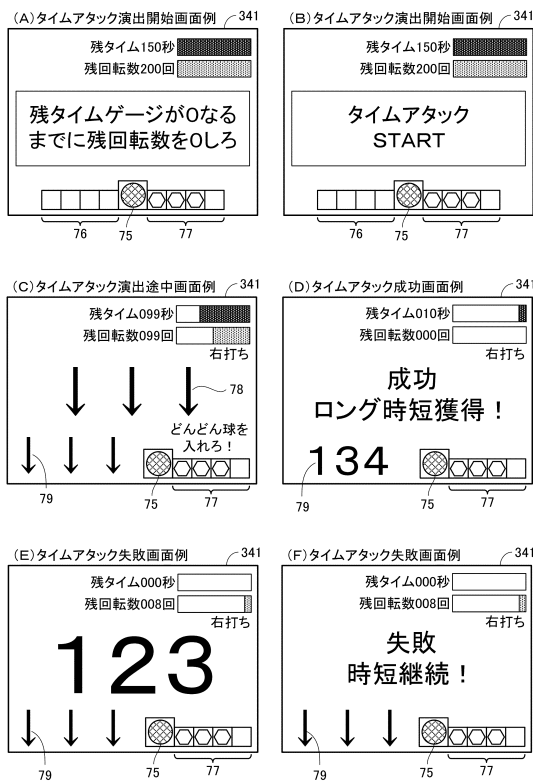 (A)タイムアタック演出開始画面例
341
残タイム150秒
残回転数200回
残タイムゲージが0なる
までに残回転数を0しろ
76
75
77
(B)タイムアタック演出開始画面例
341
残タイム150秒
残回転数200回
タイムアタック
START
76
75
77
(C)タイムアタック演出途中画面例
341
残タイム099秒
残回転数099回
右打ち
78
どんどん球を
入れろ!
79
75
77
(D)タイムアタック成功画面例
341
残タイム010秒
残回転数000回
右打ち
成功
ロング時短獲得!
134
79
75
77
(E)タイムアタック失敗画面例
341
残タイム000秒
残回転数008回
右打ち
123
79
75
77
(F)タイムアタック失敗画面例
341
残タイム000秒
残回転数008回
右打ち
失敗
時短継続!
79
75
77